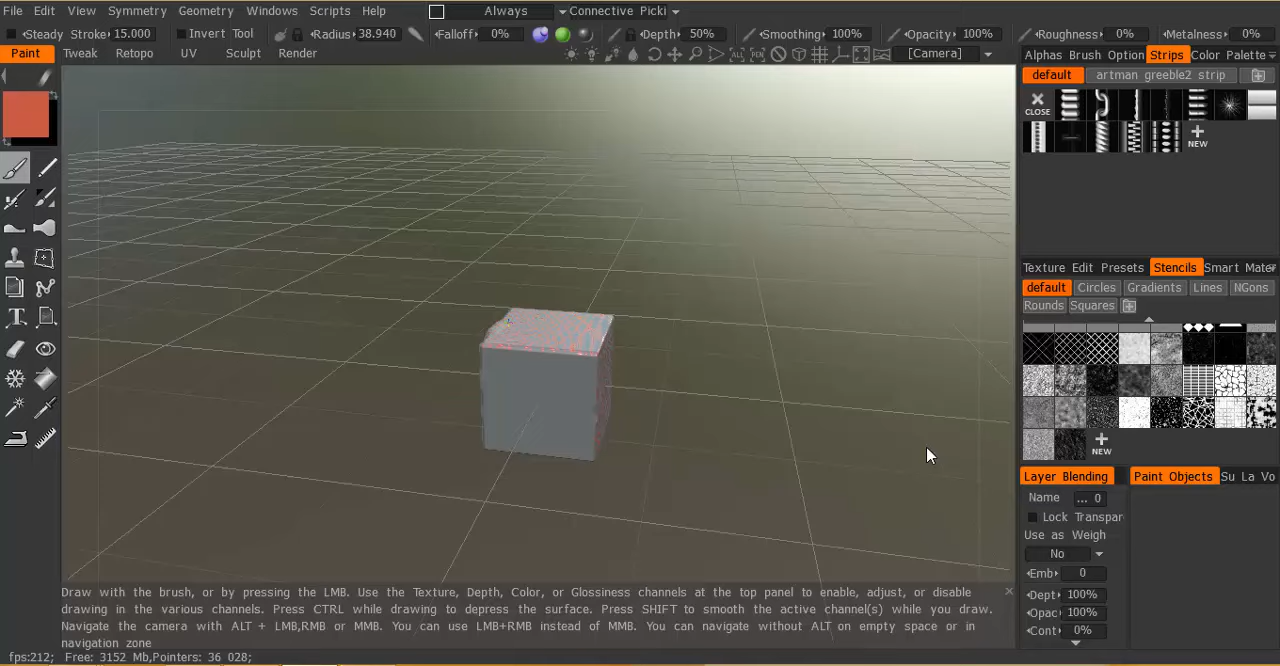 File Edit View Symmetry Geometry Windows Scripts Help Always Connective Picki
Steady Stroke 15.000 Invert Tool Radius 38.940 Falloff 0% Depth 50% Smoothing 100% Opacity 100% Roughness 0% Metalness 0%
Paint Tweak Retopo UV Sculpt Render [Camera]
Alphas Brush Option Strips Color Palette
default artman greeble2 strip
CLOSE
NEW
Texture Edit Presets Stencils Smart Mate
default Circles Gradients Lines NGons
Rounds Squares
NEW
Layer Blending Paint Objects Su La Vo
Name ... 0
Lock Transpar
Use as Weigh
No
Emb 0
Dept 100%
Opac 100%
Cont 0%
Draw with the brush, or by pressing the LMB. Use the Texture, Depth, Color, or Glossiness channels at the top panel to enable, adjust, or disable
drawing in the various channels. Press CTRL while drawing to depress the surface. Press SHIFT to smooth the active channel(s) while you draw.
Navigate the camera with ALT + LMB,RMB or MMB. You can use LMB+RMB instead of MMB. You can navigate without ALT on empty space or in
navigation zone
fps:212; Free: 3152 Mb,Pointers: 36 028;